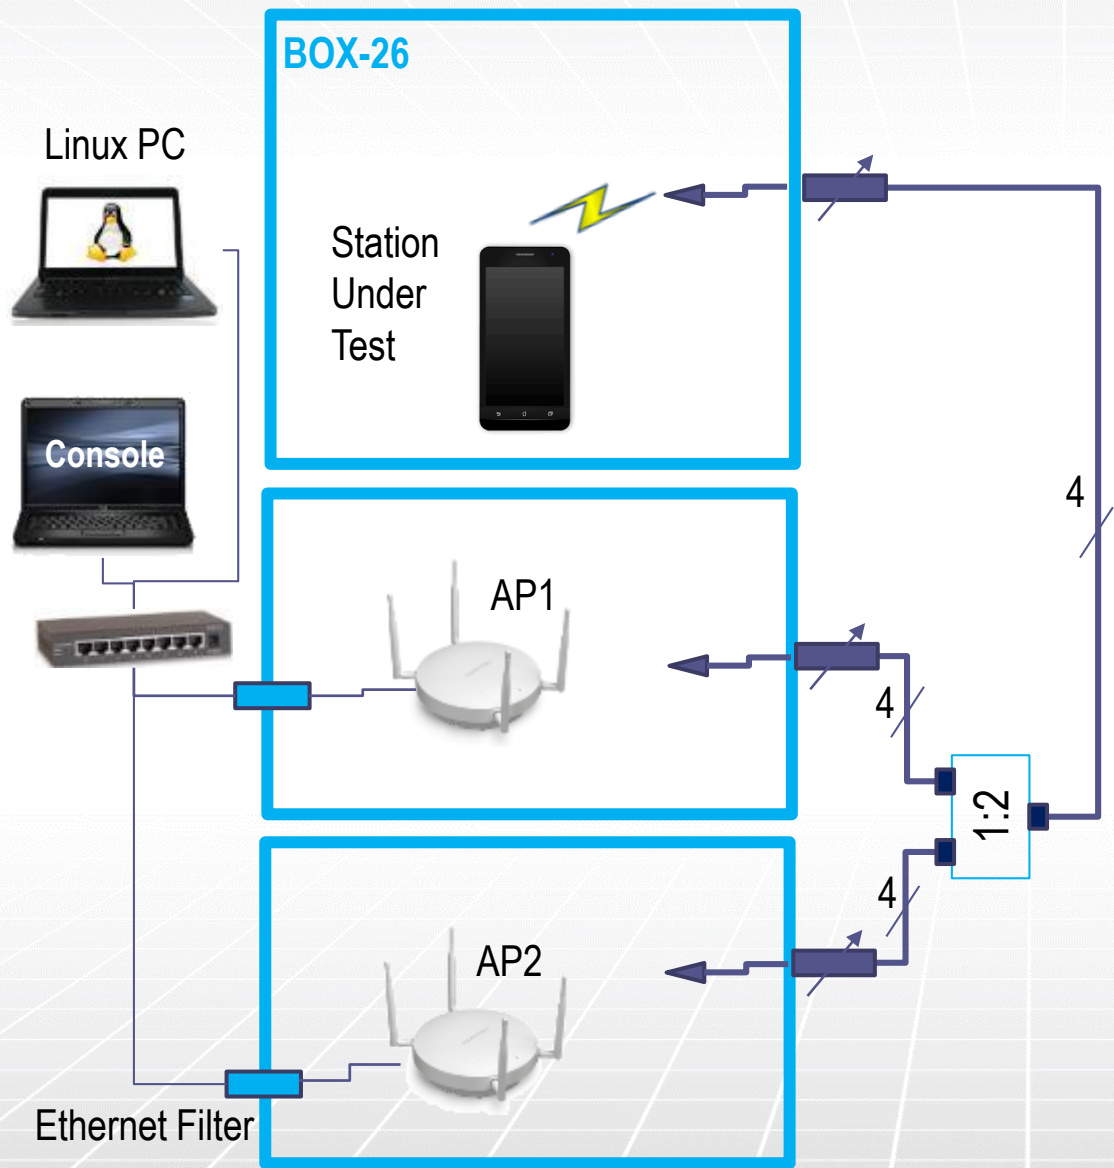 BOX-26
Linux PC
Station
Under
Test
Console
4
AP1
4
1:2
4
AP2
Ethernet Filter